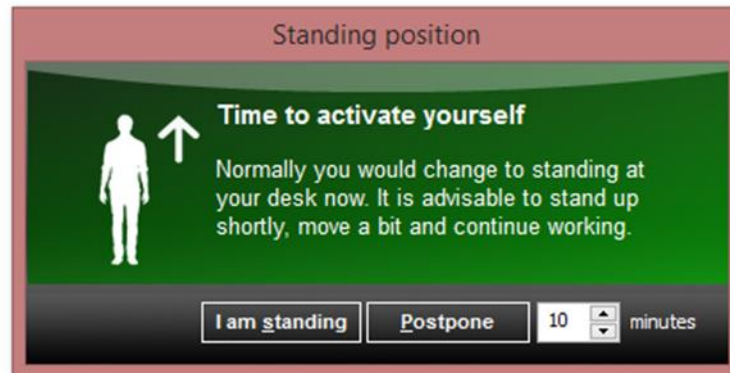 Standing position
Time to activate yourself
Normally you would change to standing at
your desk now. It is advisable to stand up
shortly, move a bit and continue working.
I am standing Postpone 10 minutes